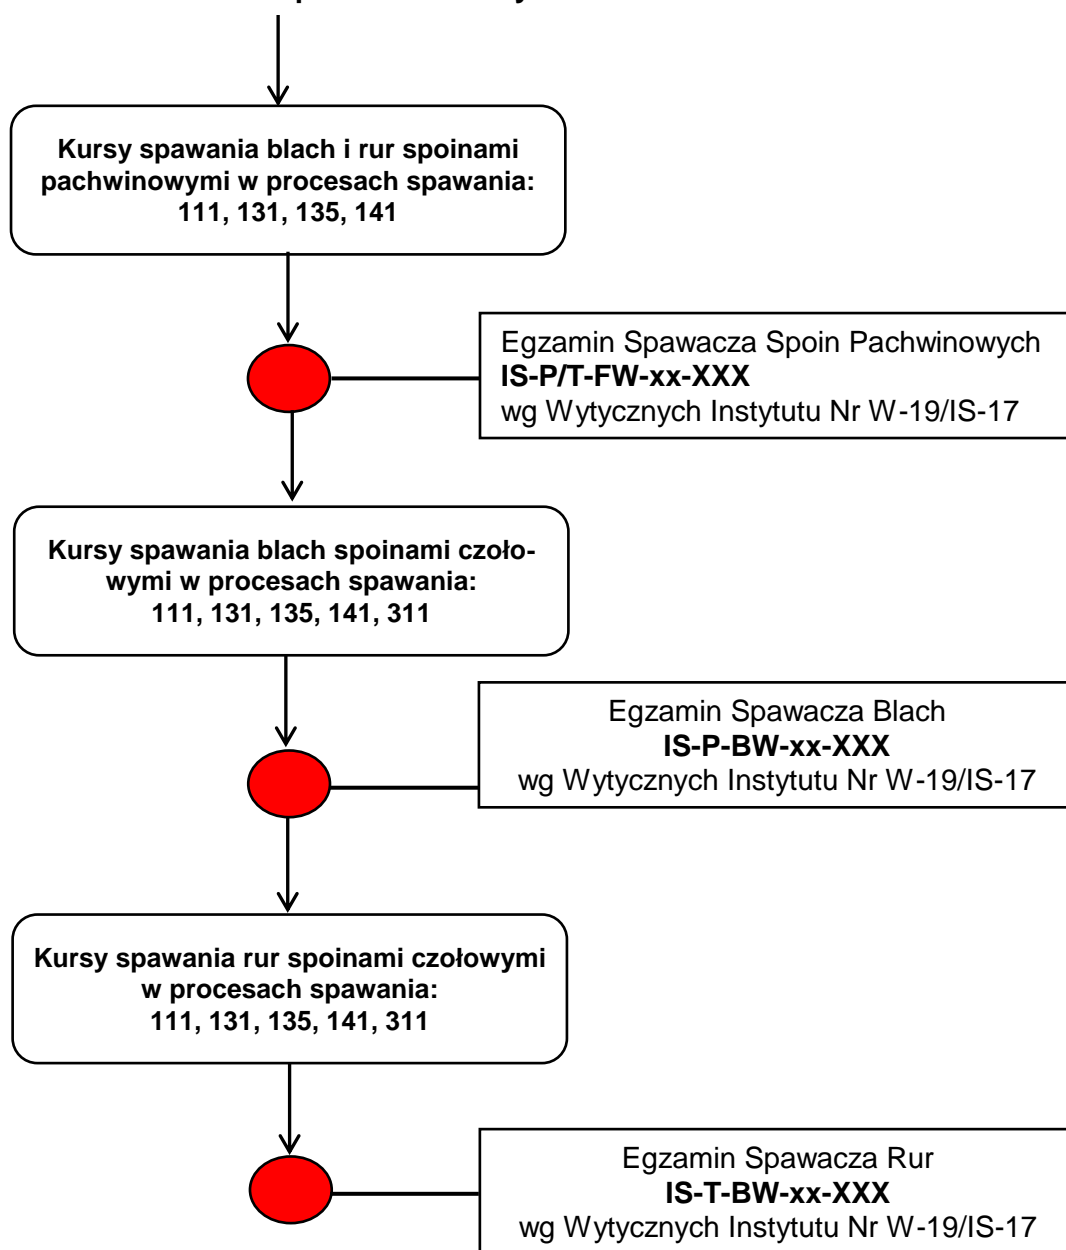 Kursy spawania blach i rur spoinami
pachwinowymi w procesach spawania:
111, 131, 135, 141
Egzamin Spawacza Spoin Pachwinowych
IS-P/T-FW-xx-XXX
wg Wytycznych Instytutu Nr W-19/IS-17
Kursy spawania blach spoinami czoło-
wymi w procesach spawania:
111, 131, 135, 141, 311
Egzamin Spawacza Blach
IS-P-BW-xx-XXX
wg Wytycznych Instytutu Nr W-19/IS-17
Kursy spawania rur spoinami czołowymi
w procesach spawania:
111, 131, 135, 141, 311
Egzamin Spawacza Rur
IS-T-BW-xx-XXX
wg Wytycznych Instytutu Nr W-19/IS-17